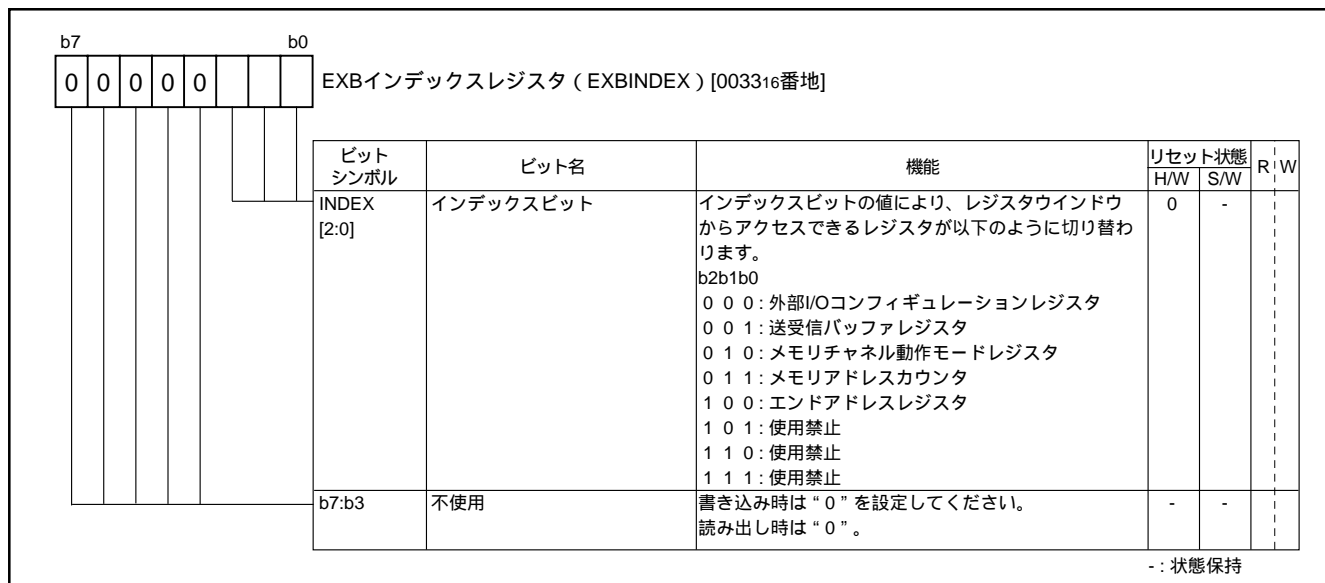 b7 b0
0 0 0 0 0
EXBインデックスレジスタ（EXBINDEX）[003316番地]
ビット
シンボル
ビット名
機能
リセット状態
H/W S/W
R W
INDEX
[2:0]
インデックスビット
インデックスビットの値により、レジスタウインドウ
からアクセスできるレジスタが以下のように切り替わ
ります。
b2b1b0
0 0 0 : 外部I/Oコンフィギュレーションレジスタ
0 0 1 : 送受信バッファレジスタ
0 1 0 : メモリチャネル動作モードレジスタ
0 1 1 : メモリアドレスカウンタ
1 0 0 : エンドアドレスレジスタ
1 0 1 : 使用禁止
1 1 0 : 使用禁止
1 1 1 : 使用禁止
0 -
b7:b3
不使用
書き込み時は“0”を設定してください。
読み出し時は“0”。
- -
- : 状態保持